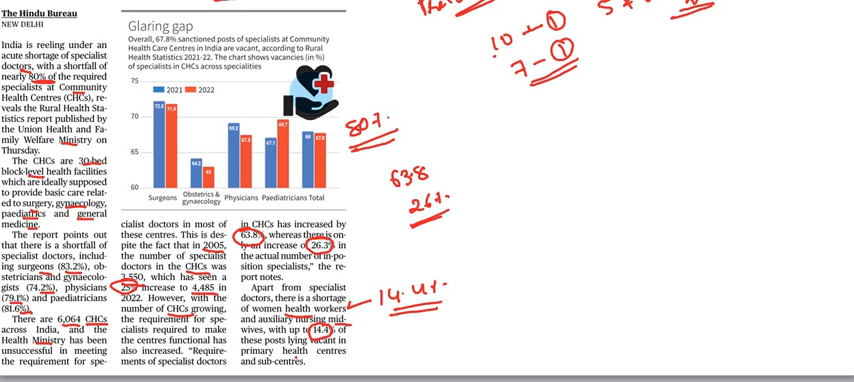 The Hindu Bureau
NEW DELHI
India is reeling under an
acute shortage of specialist
doctors, with a shortfall of
nearly 80% of the required
specialists at Community
Health Centres (CHCs), re-
veals the Rural Health Sta-
tistics report published by
the Union Health and Fa-
mily Welfare Ministry on
Thursday.
The CHCs are 30-bed
block-level health facilities
which are ideally supposed
to provide basic care relat-
ed to surgery, gynaecology,
paediatrics and general
medicine.
The report points out
that there is a shortfall of
specialist doctors, includ-
ing surgeons (83.2%), ob-
stetricians and gynaecolo-
gists (74.2%), physicians
(79.1%) and paediatricians
(81.6%).
There are 6,064 CHCs
across India, and the
Health Ministry has been
unsuccessful in meeting
the requirement for spe-
Glaring gap
Overall, 67.8% sanctioned posts of specialists at Community
Health Care Centres in India are vacant, according to Rural
Health Statistics 2021-22. The chart shows vacancies (in %)
of specialists in CHCs across specialities
75
2021 2022
70
65
60
72.3 71.9
64.2 63
69.2 67.5
67.1 69.7
68 67.8
Surgeons
Obstetrics &
gynaecology
Physicians
Paediatricians
Total
cialist doctors in most of
these centres. This is des-
pite the fact that in 2005,
the number of specialist
doctors in the CHCs was
3,550, which has seen a
25% increase to 4,485 in
2022. However, with the
number of CHCs growing,
the requirement for spe-
cialists required to make
the centres functional has
also increased. "Require-
ments of specialist doctors
in CHCs has increased by
63.8%, whereas there is on-
ly an increase of 26.3% in
the actual number of in-po-
sition specialists," the re-
port notes.
Apart from specialist
doctors, there is a shortage
of women health workers
and auxiliary nursing mid-
wives, with up to 14.4% of
these posts lying vacant in
primary health centres
and sub-centres.
10 - 1
7 - 1
80%
63.8
26%
14.4%